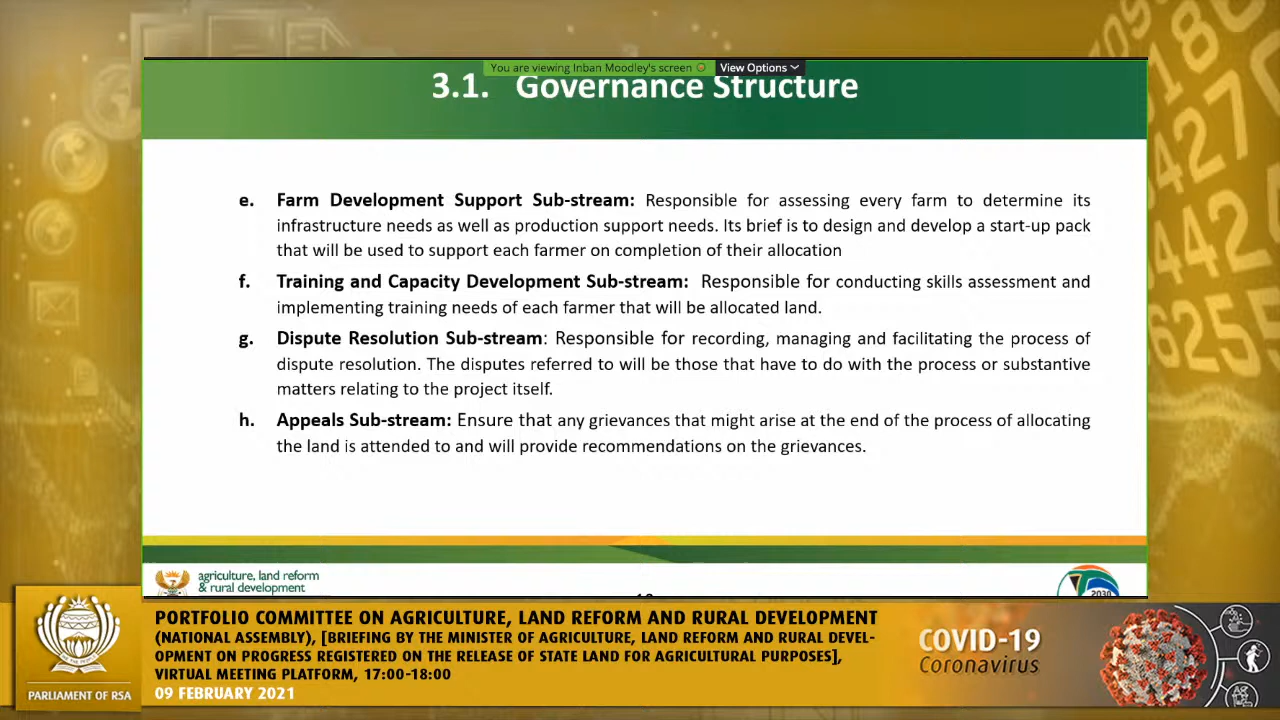 You are viewing Inban Moodley's screen
View Options
3.1. Governance Structure
e. Farm Development Support Sub-stream: Responsible for assessing every farm to determine its
infrastructure needs as well as production support needs. Its brief is to design and develop a start-up pack
that will be used to support each farmer on completion of their allocation
f. Training and Capacity Development Sub-stream: Responsible for conducting skills assessment and
implementing training needs of each farmer that will be allocated land.
g. Dispute Resolution Sub-stream: Responsible for recording, managing and facilitating the process of
dispute resolution. The disputes referred to will be those that have to do with the process or substantive
matters relating to the project itself.
h. Appeals Sub-stream: Ensure that any grievances that might arise at the end of the process of allocating
the land is attended to and will provide recommendations on the grievances.
agriculture, land reform
& rural development
2030
PORTFOLIO COMMITTEE ON AGRICULTURE, LAND REFORM AND RURAL DEVELOPMENT
(NATIONAL ASSEMBLY), [BRIEFING BY THE MINISTER OF AGRICULTURE, LAND REFORM AND RURAL DEVEL-
OPMENT ON PROGRESS REGISTERED ON THE RELEASE OF STATE LAND FOR AGRICULTURAL PURPOSES],
VIRTUAL MEETING PLATFORM, 17:00-18:00
09 FEBRUARY 2021
PARLIAMENT OF RSA
COVID-19
Coronavirus